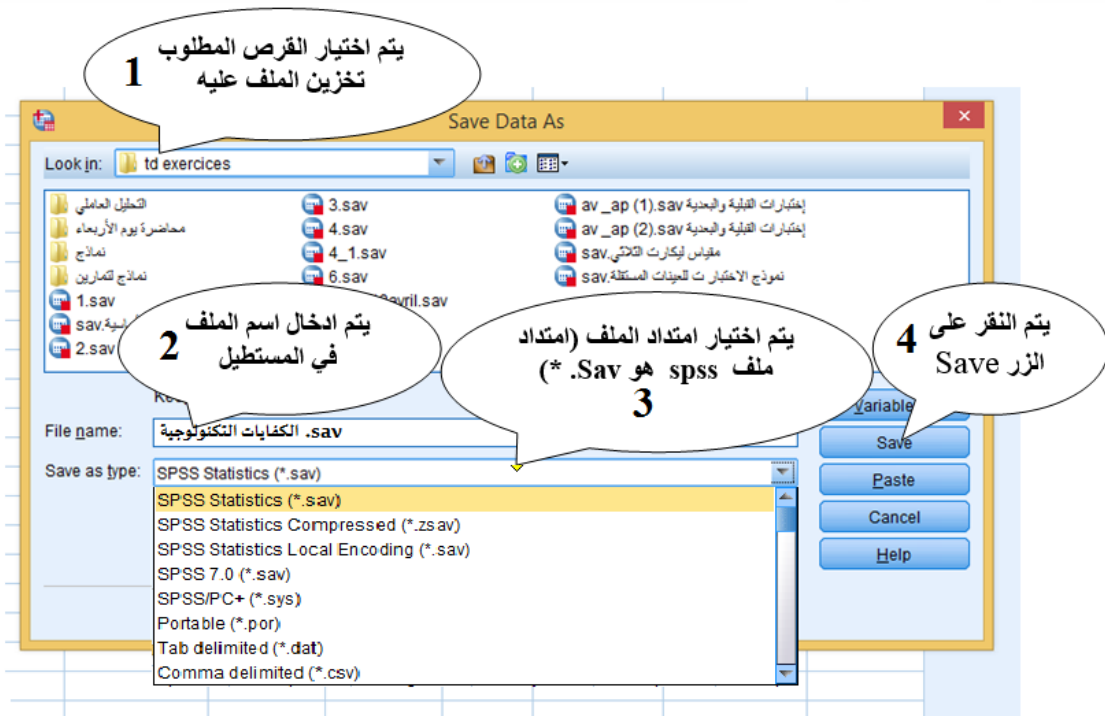 يتم اختيار القرص المطلوب
تخزين الملف عليه
1
Save Data As
Look in: td exercices
التحليل العاملي
محاضرة يوم الأربعاء
نماذج
نماذج لتمارين
1.sav
2.sav
3.sav
4.sav
4_1.sav
6.sav
إختبارات القبلية والبعدية av _ap (1).sav
إختبارات القبلية والبعدية av _ap (2).sav
مقياس ليكارت الثلاثي.sav
نموذج الاختبار ت للعينات المستقلة.sav
يتم ادخال اسم الملف
في المستطيل
2
يتم اختيار امتداد الملف (امتداد
ملف spss هو Sav. *)
3
يتم النقر على
الزر Save
4
File name: الكفايات التكنولوجية .sav
Save as type: SPSS Statistics (*.sav)
SPSS Statistics (*.sav)
SPSS Statistics Compressed (*.zsav)
SPSS Statistics Local Encoding (*.sav)
SPSS 7.0 (*.sav)
SPSS/PC+ (*.sys)
Portable (*.por)
Tab delimited (*.dat)
Comma delimited (*.csv)
Variable
Save
Paste
Cancel
Help